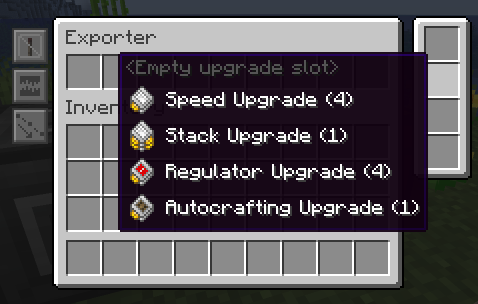 Exporter
<Empty upgrade slot>
Speed Upgrade (4)
Inven
Stack Upgrade (1)
Regulator Upgrade (4)
Autocrafting Upgrade (1)